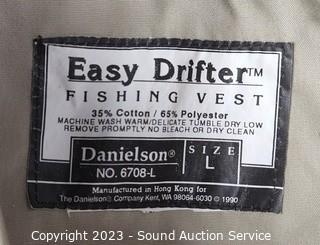 Easy Drifter™
FISHING VEST
35% Cotton / 65% Polyester
MACHINE WASH WARM/DELICATE TUMBLE DRY LOW
REMOVE PROMPTLY NO BLEACH OR DRY CLEAN
Danielson®
NO. 6708-L
SIZE
L
Manufactured in Hong Kong for
The Danielson® Company Kent, WA 98064-6030 © 1990
Copyright © 2023 - Sound Auction Service